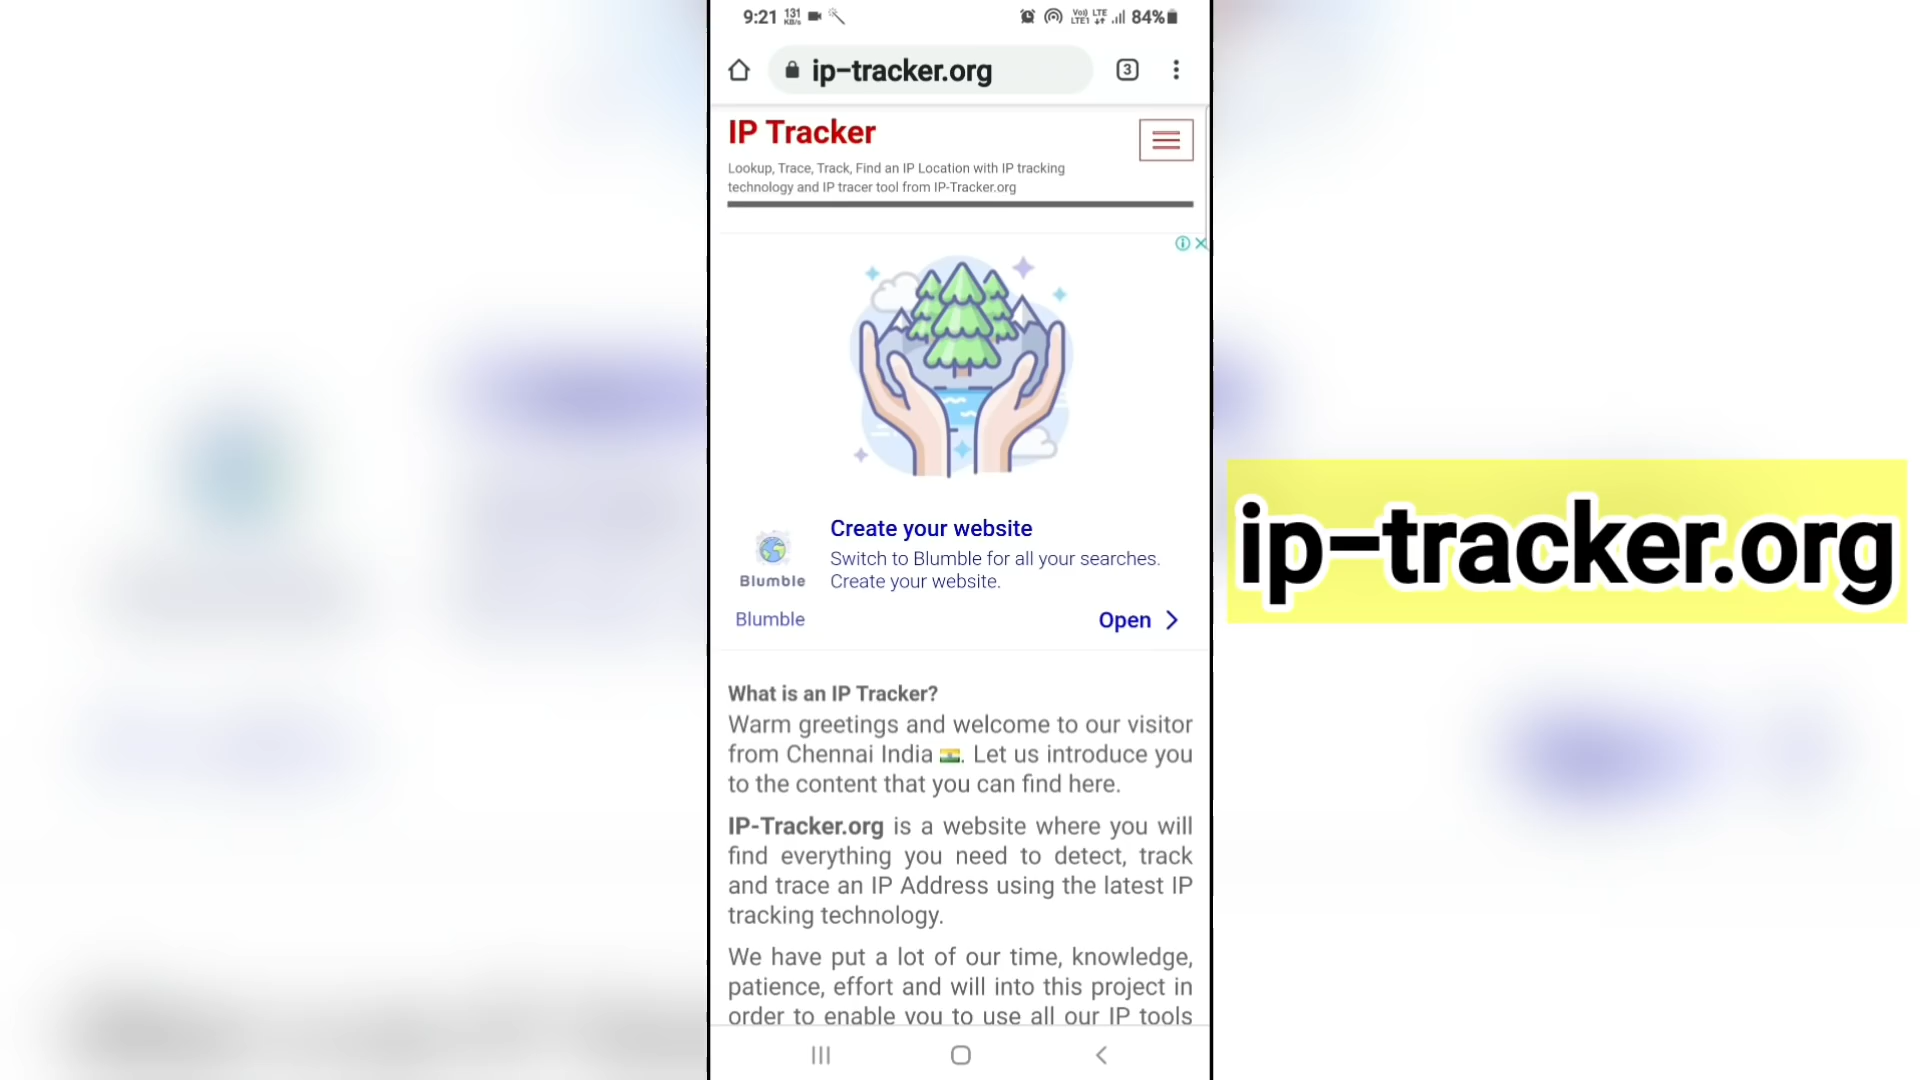 9:21 131 KB/s Vo) LTE LTE1 84%
ip-tracker.org 3
IP Tracker
Lookup, Trace, Track, Find an IP Location with IP tracking
technology and IP tracer tool from IP-Tracker.org
Create your website
Switch to Blumble for all your searches.
Create your website.
Blumble
Blumble
Open
What is an IP Tracker?
Warm greetings and welcome to our visitor
from Chennai India 🇮🇳. Let us introduce you
to the content that you can find here.
IP-Tracker.org is a website where you will
find everything you need to detect, track
and trace an IP Address using the latest IP
tracking technology.
We have put a lot of our time, knowledge,
patience, effort and will into this project in
order to enable you to use all our IP tools
ip-tracker.org